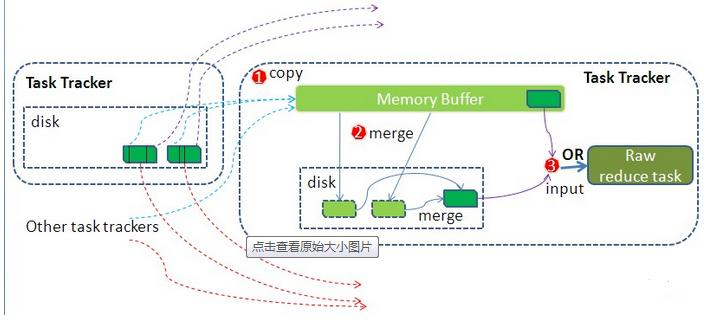 Task Tracker
disk
Other task trackers
1 copy
Task Tracker
Memory Buffer
2 merge
disk
merge
3
OR
input
Raw
reduce task
点击查看原始大小图片